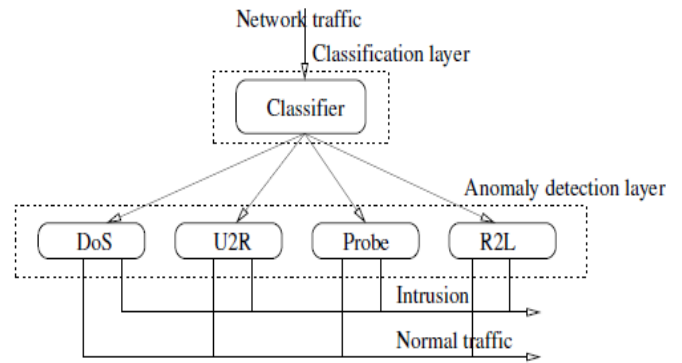 Network traffic
Classification layer
Classifier
Anomaly detection layer
DoS
U2R
Probe
R2L
Intrusion
Normal traffic